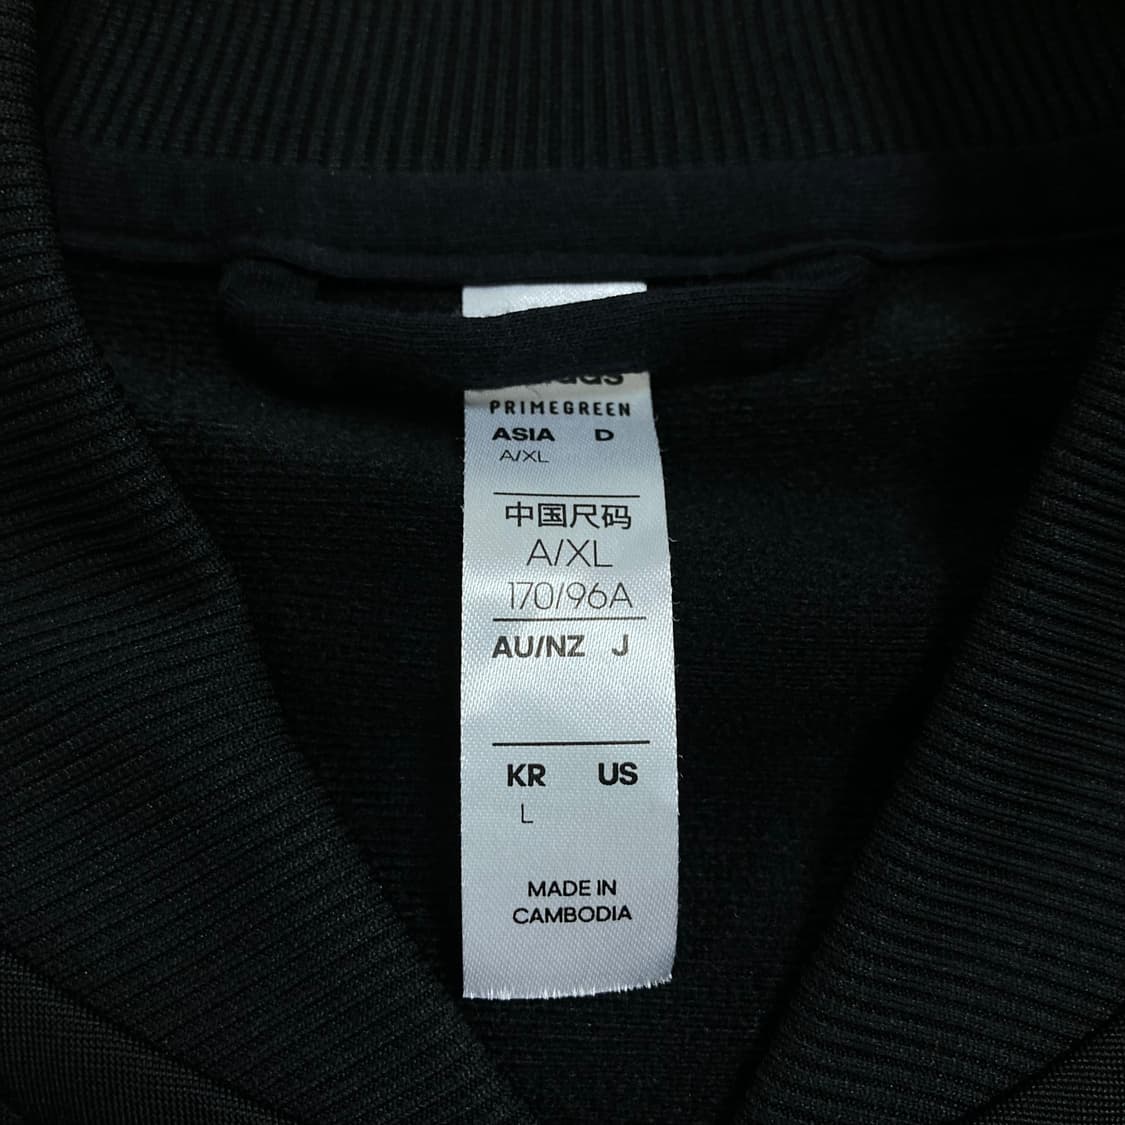 PRIMEGREEN
ASIA D
A/XL
中国尺码
A/XL
170/96A
AU/NZ J
KR US
L
MADE IN
CAMBODIA